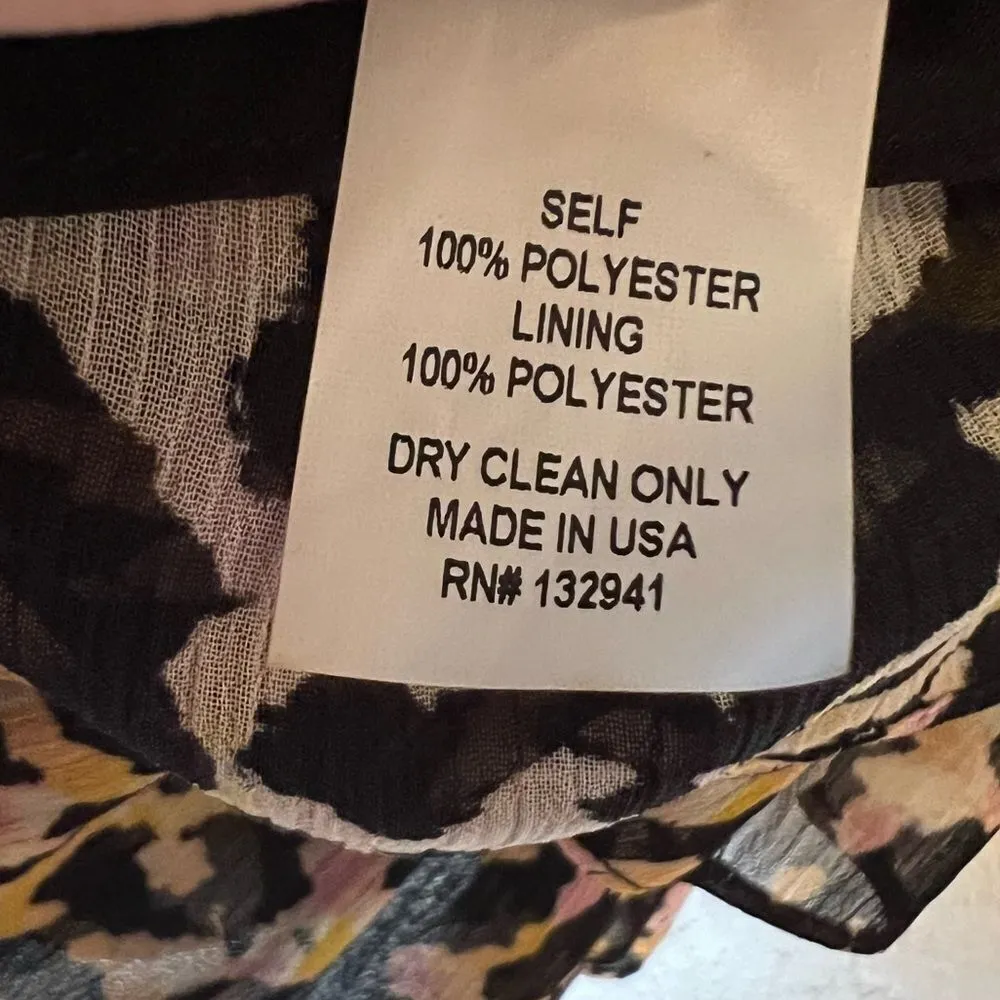 SELF
100% POLYESTER
LINING
100% POLYESTER
DRY CLEAN ONLY
MADE IN USA
RN# 132941